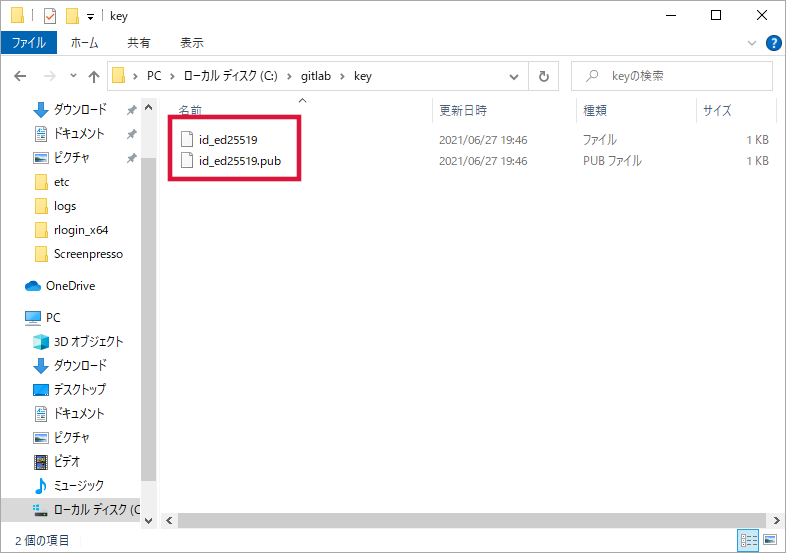 key
ファイル ホーム 共有 表示
PC ローカル ディスク (C:) gitlab key keyの検索
名前 更新日時 種類 サイズ
id_ed25519 2021/06/27 19:46 ファイル 1 KB
id_ed25519.pub 2021/06/27 19:46 PUB ファイル 1 KB
ダウンロード
ドキュメント
ピクチャ
etc
logs
rlogin_x64
Screenpresso
OneDrive
PC
3D オブジェクト
ダウンロード
デスクトップ
ドキュメント
ピクチャ
ビデオ
ミュージック
ローカル ディスク (C
2 個の項目